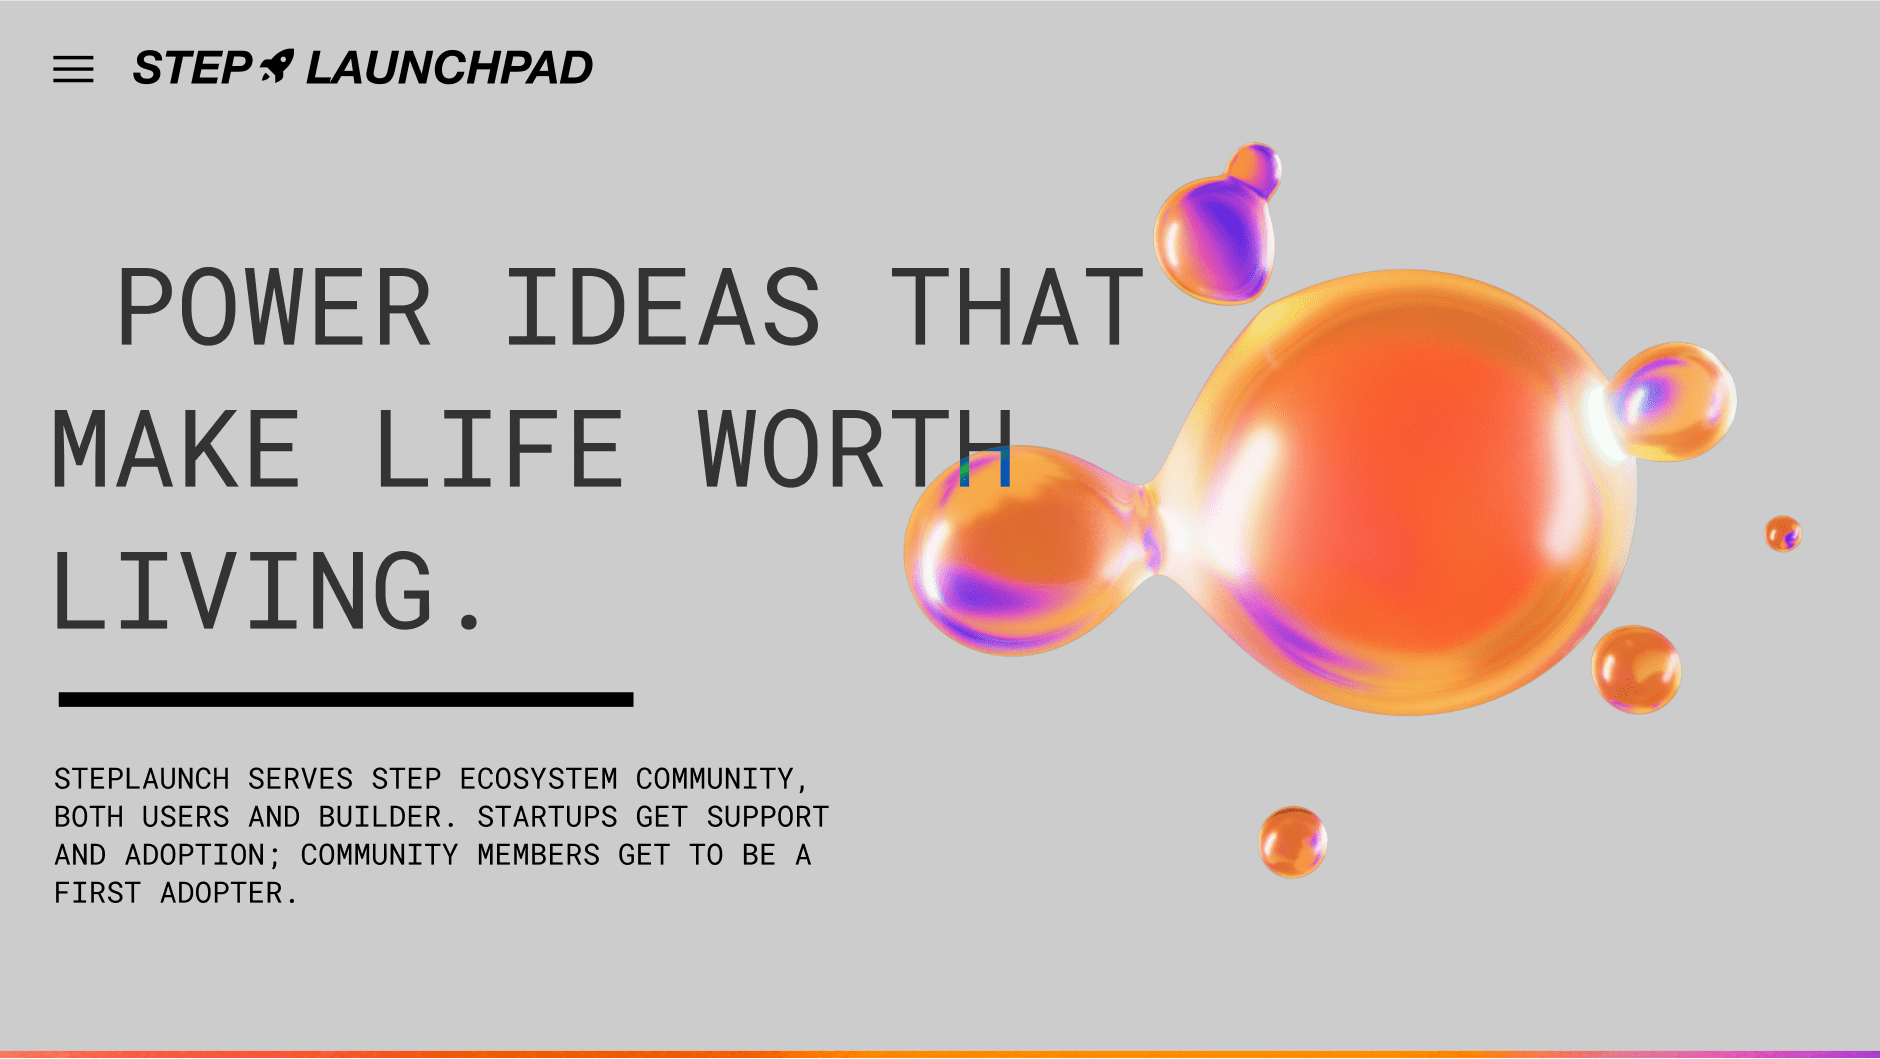 STEP LAUNCHPAD
POWER IDEAS THAT
MAKE LIFE WORTH
LIVING.
STEPLAUNCH SERVES STEP ECOSYSTEM COMMUNITY,
BOTH USERS AND BUILDER. STARTUPS GET SUPPORT
AND ADOPTION; COMMUNITY MEMBERS GET TO BE A
FIRST ADOPTER.